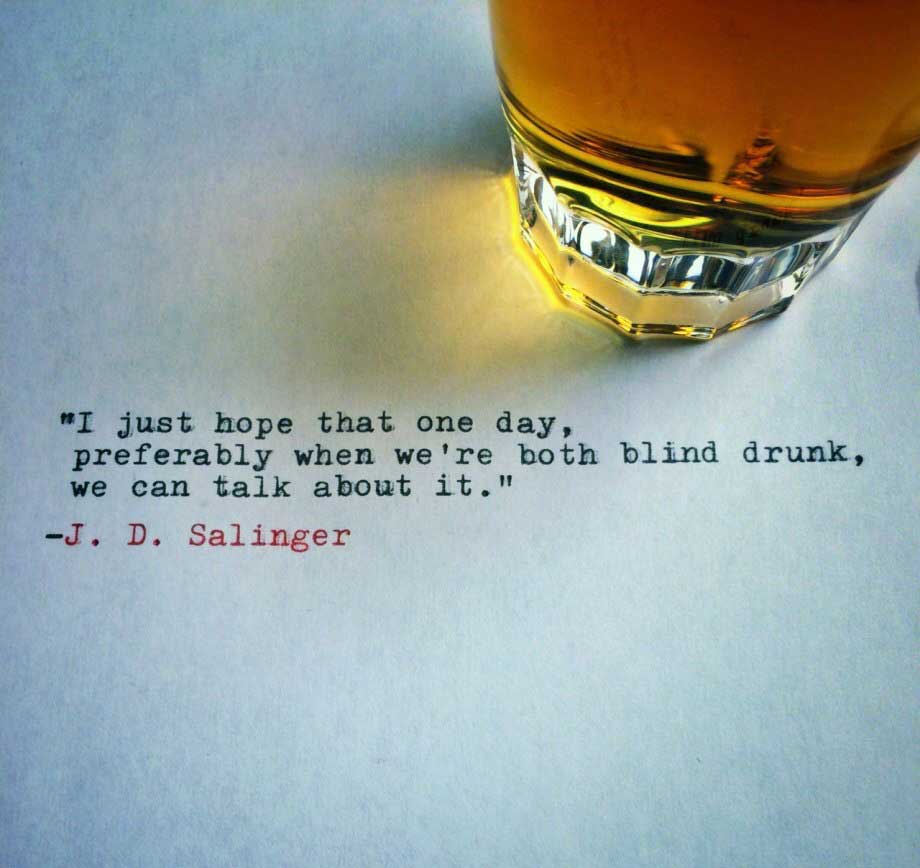 "I just hope that one day,
preferably when we're both blind drunk,
we can talk about it."
-J. D. Salinger